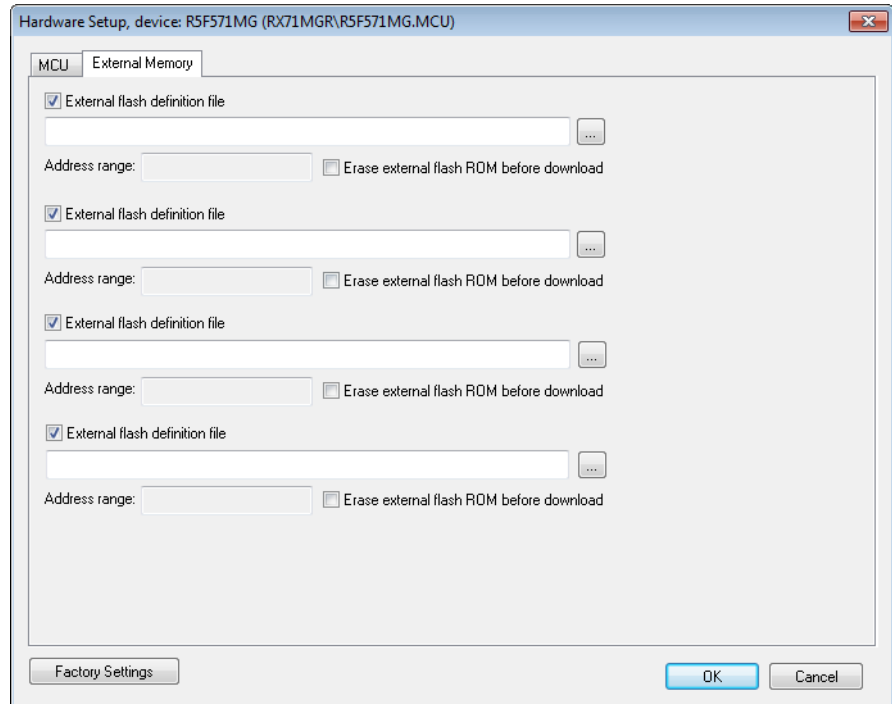 Hardware Setup, device: R5F571MG (RX71MGR\R5F571MG.MCU)
MCU External Memory
External flash definition file
...
Address range: Erase external flash ROM before download
External flash definition file
...
Address range: Erase external flash ROM before download
External flash definition file
...
Address range: Erase external flash ROM before download
External flash definition file
...
Address range: Erase external flash ROM before download
Factory Settings OK Cancel